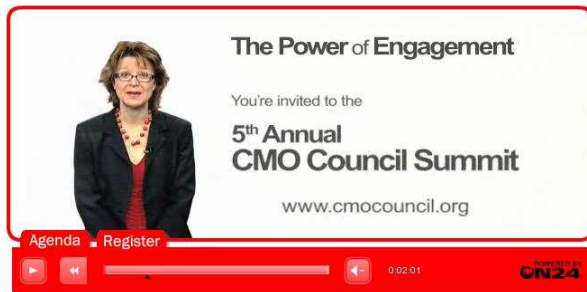 The Power of Engagement
You're invited to the
5th Annual
CMO Council Summit
www.cmocouncil.org
Agenda Register
0:02:01
POWERED BY
ON24